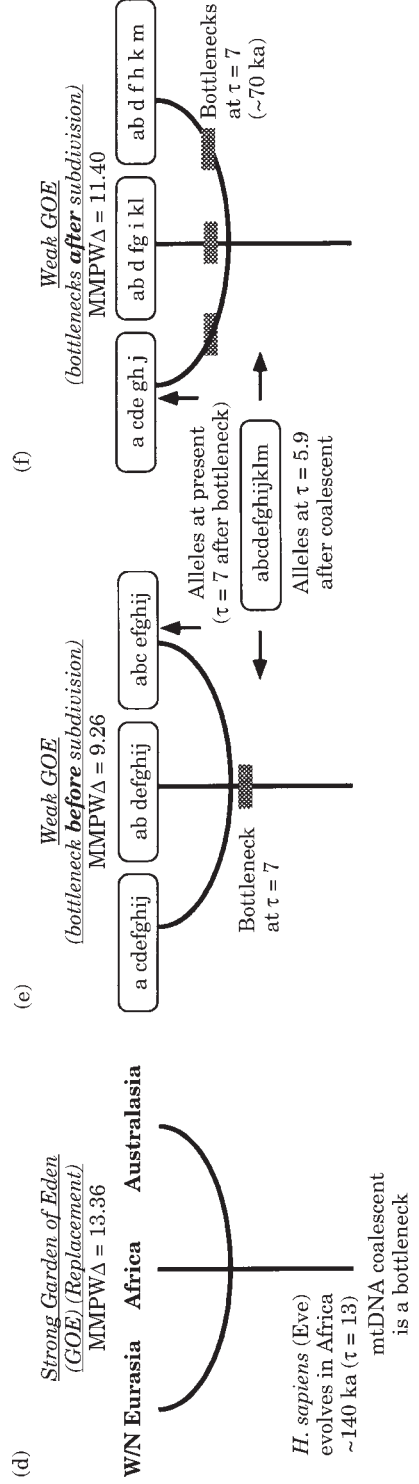 (d)
Strong Garden of Eden
(GOE) (Replacement)
MMPWΔ = 13.36
W/N Eurasia Africa Australasia
H. sapiens (Eve)
evolves in Africa
~140 ka (τ = 13)
mtDNA coalescent
is a bottleneck
(e)
Weak GOE
(bottleneck before subdivision)
MMPWΔ = 9.26
a cdefghij
ab defghij
abc efghij
Bottleneck
at τ = 7
Alleles at present
(τ = 7 after bottleneck)
abcdefghijklm
Alleles at τ = 5.9
after coalescent
(f)
Weak GOE
(bottlenecks after subdivision)
MMPWΔ = 11.40
a cde gh j
ab d fg i kl
ab d f h k m
Bottlenecks
at τ = 7
(~70 ka)